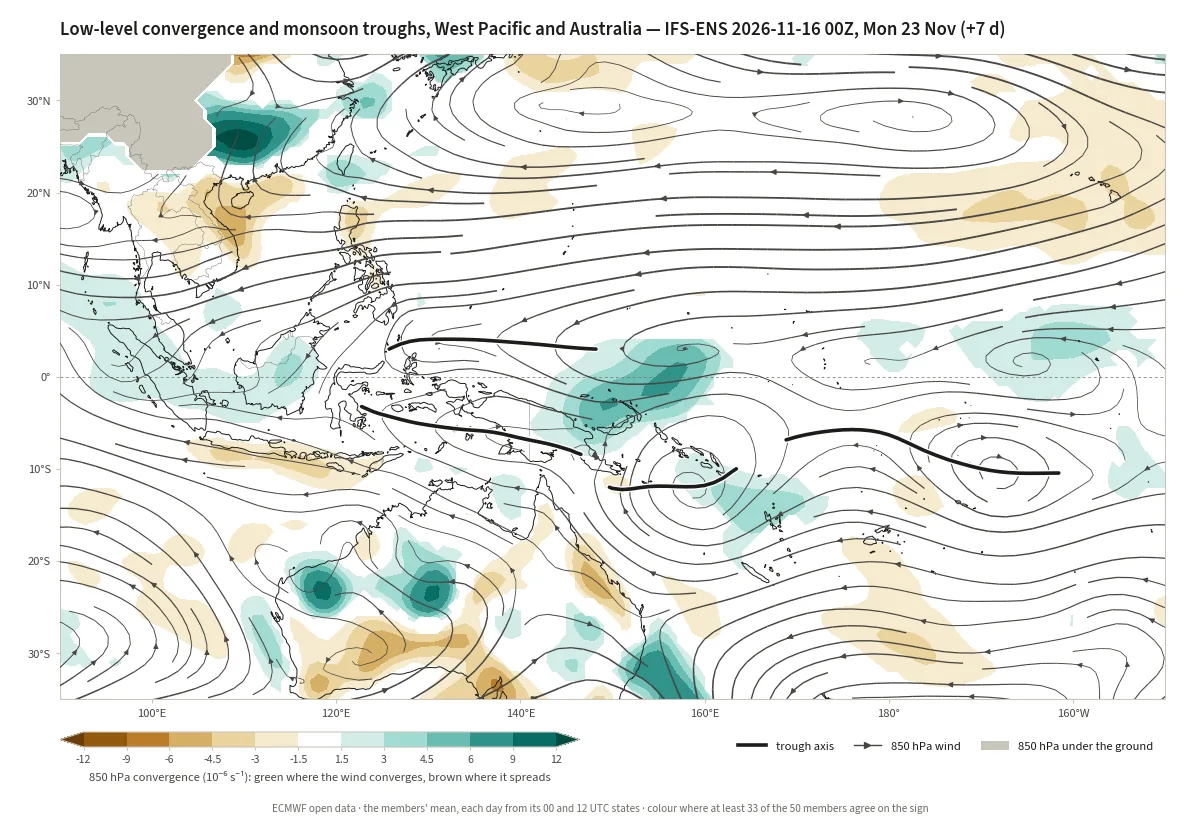 Low-level convergence and monsoon troughs, West Pacific and Australia — IFS-ENS 2026-11-16 00Z, Mon 23 Nov (+7 d)
30°N
20°N
10°N
0°
10°S
20°S
30°S
100°E 120°E 140°E 160°E 180° 160°W
-12 -9 -6 -4.5 -3 -1.5 1.5 3 4.5 6 9 12
850 hPa convergence (10⁻⁶ s⁻¹): green where the wind converges, brown where it spreads
trough axis 850 hPa wind 850 hPa under the ground
ECMWF open data · the members' mean, each day from its 00 and 12 UTC states · colour where at least 33 of the 50 members agree on the sign